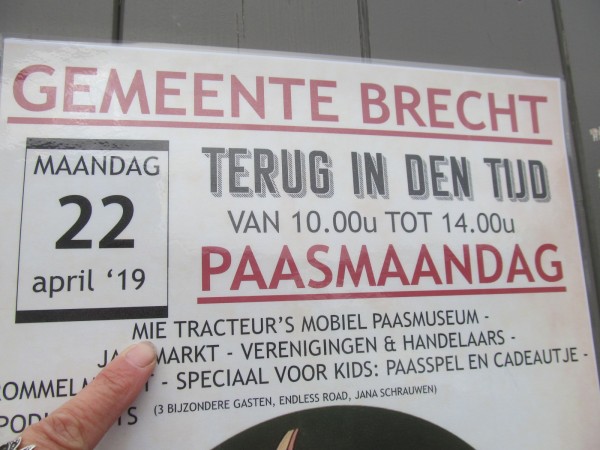 GEMEENTE BRECHT
MAANDAG
22
april '19
TERUG IN DEN TIJD
VAN 10.00u TOT 14.00u
PAASMAANDAG
MIE TRACTEUR'S MOBIEL PAASMUSEUM -
MARKT - VERENIGINGEN & HANDELAARS -
- SPECIAAL VOOR KIDS: PAASSPEL EN CADEAUTJE -
(3 BIJZONDERE GASTEN, ENDLESS ROAD, JANA SCHRAUWEN)